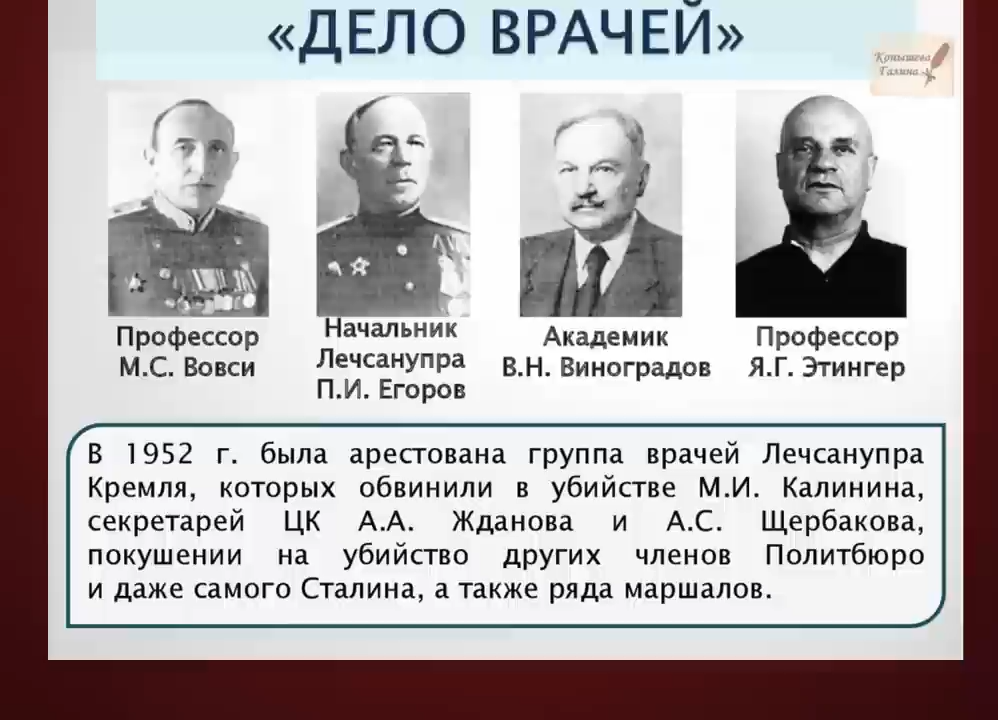 «ДЕЛО ВРАЧЕЙ»
Конышева
Галина
Профессор
М.С. Вовси
Начальник
Лечсанупра
П.И. Егоров
Академик
В.Н. Виноградов
Профессор
Я.Г. Этингер
В 1952 г. была арестована группа врачей Лечсанупра
Кремля, которых обвинили в убийстве М.И. Калинина,
секретарей ЦК А.А. Жданова и А.С. Щербакова,
покушении на убийство других членов Политбюро
и даже самого Сталина, а также ряда маршалов.